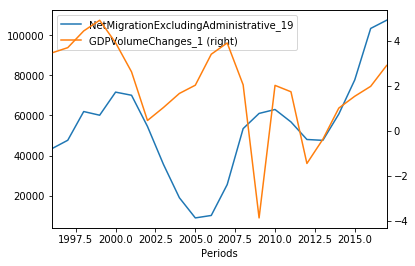 NetMigrationExcludingAdministrative_19
GDPVolumeChanges_1 (right)
100000
80000
60000
40000
20000
4
2
0
−2
−4
1997.5 2000.0 2002.5 2005.0 2007.5 2010.0 2012.5 2015.0
Periods